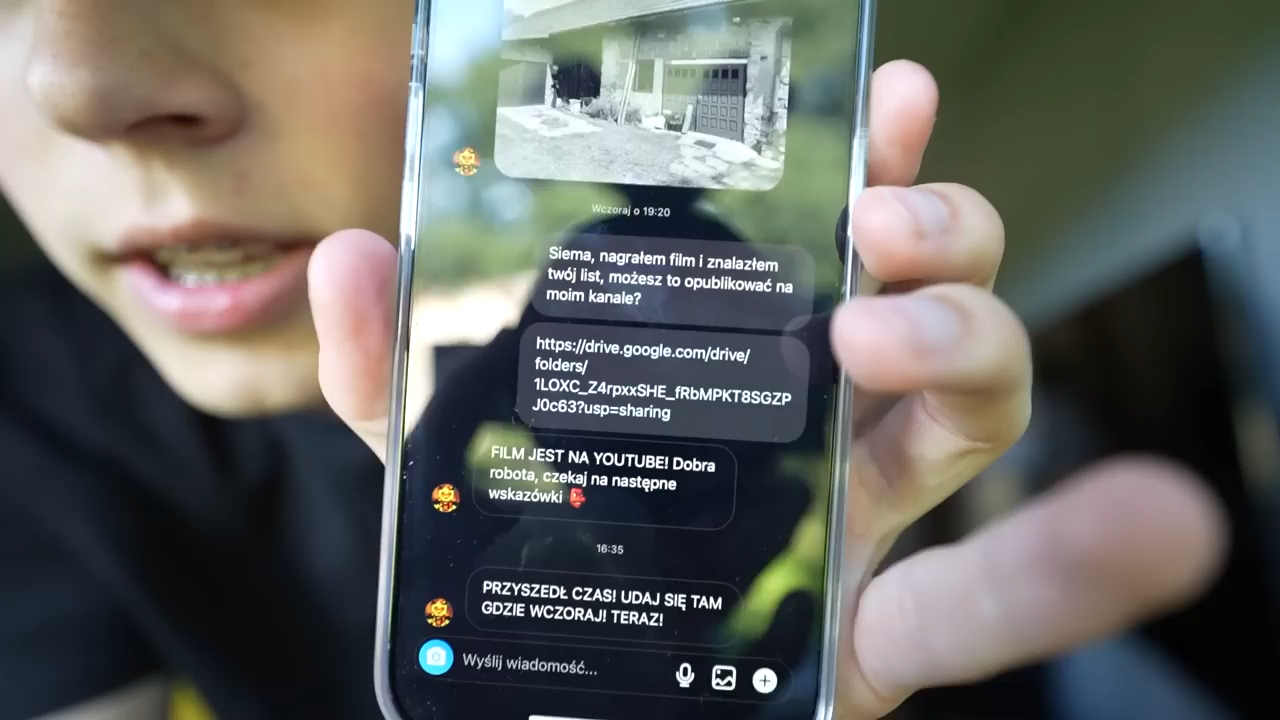 Wczoraj o 19:20
Siema, nagrałem film i znalazłem
twój list, możesz to opublikować na
moim kanale?
https://drive.google.com/drive/
folders/
1LOXC_Z4rpxxSHE_fRbMPKT8SGZP
J0c63?usp=sharing
FILM JEST NA YOUTUBE! Dobra
robota, czekaj na następne
wskazówki 👺
16:35
PRZYSZEDŁ CZAS! UDAJ SIĘ TAM
GDZIE WCZORAJ! TERAZ!
Wyślij wiadomość...